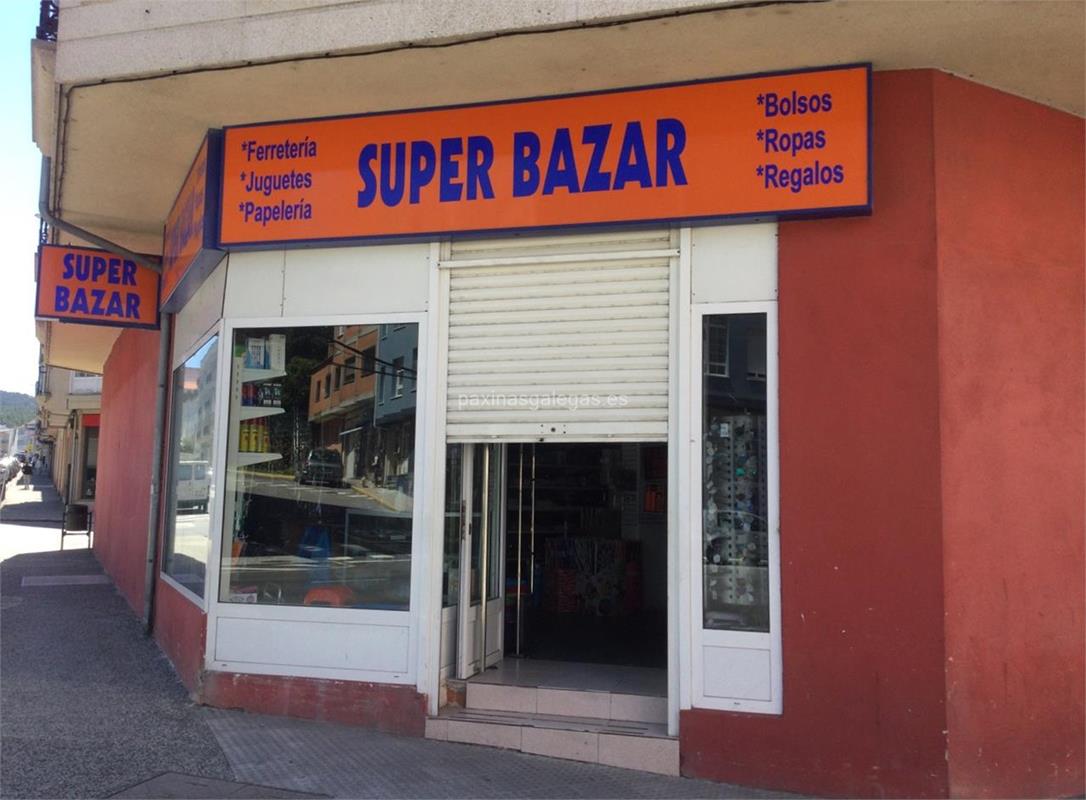 *Ferretería
*Juguetes
*Papelería
SUPER BAZAR
*Bolsos
*Ropas
*Regalos
SUPER
BAZAR
paxinasgalegas.es